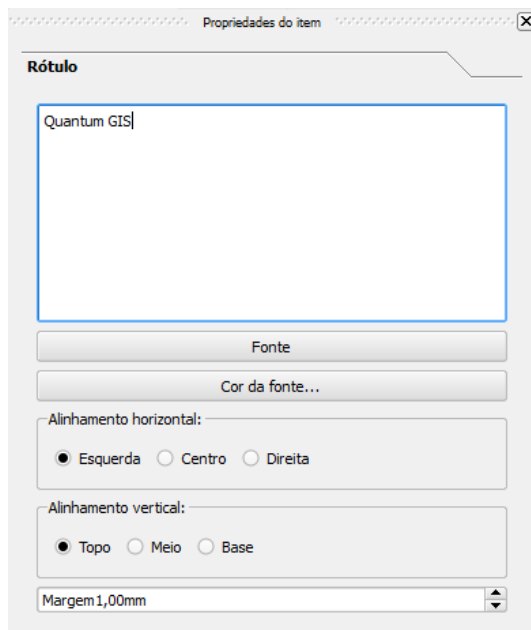 Propriedades do item
Rótulo
Quantum GIS
Fonte
Cor da fonte...
Alinhamento horizontal:
Esquerda Centro Direita
Alinhamento vertical:
Topo Meio Base
Margem1,00mm